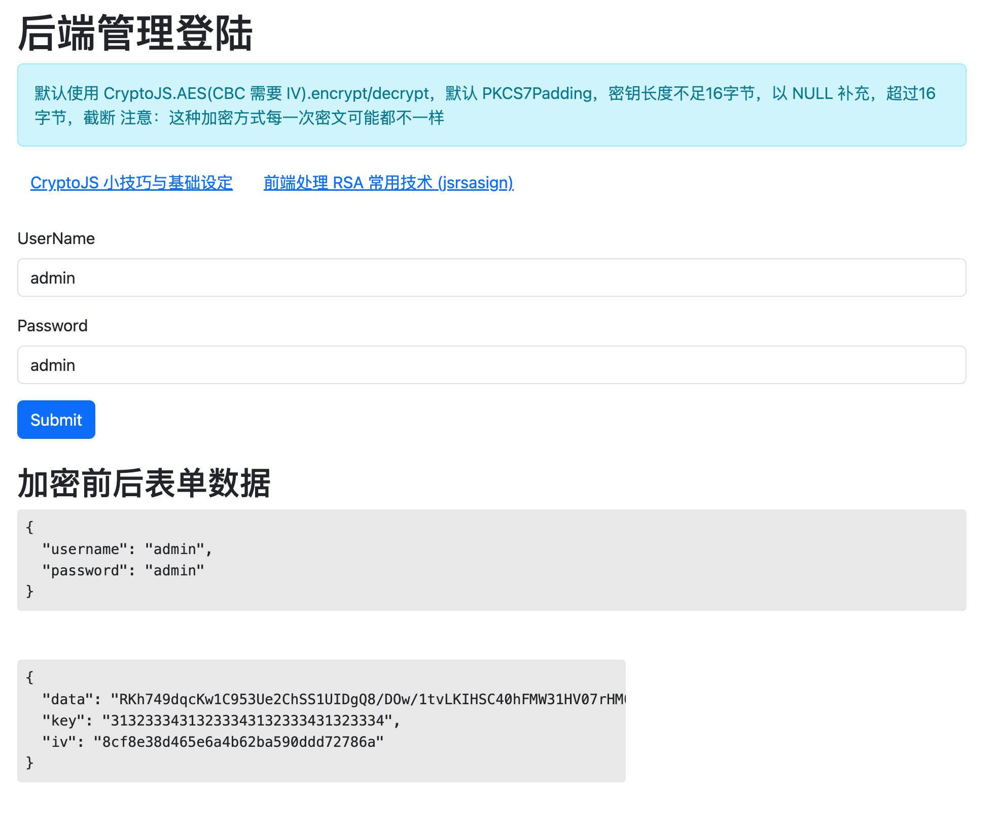 后端管理登陆
默认使用 CryptoJS.AES(CBC 需要 IV).encrypt/decrypt，默认 PKCS7Padding，密钥长度不足16字节，以 NULL 补充，超过16
字节，截断 注意：这种加密方式每一次密文可能都不一样
CryptoJS 小技巧与基础设定 前端处理 RSA 常用技术 (jsrsasign)
UserName
admin
Password
admin
Submit
加密前后表单数据
{
  "username": "admin",
  "password": "admin"
}
{
  "data": "RKh749dqcKw1C953Ue2ChSS1UIDgQ8/DOw/1tvLKIHSC40hFMW31HV07rHM
  "key": "31323334313233343132333431323334",
  "iv": "8cf8e38d465e6a4b62ba590ddd72786a"
}